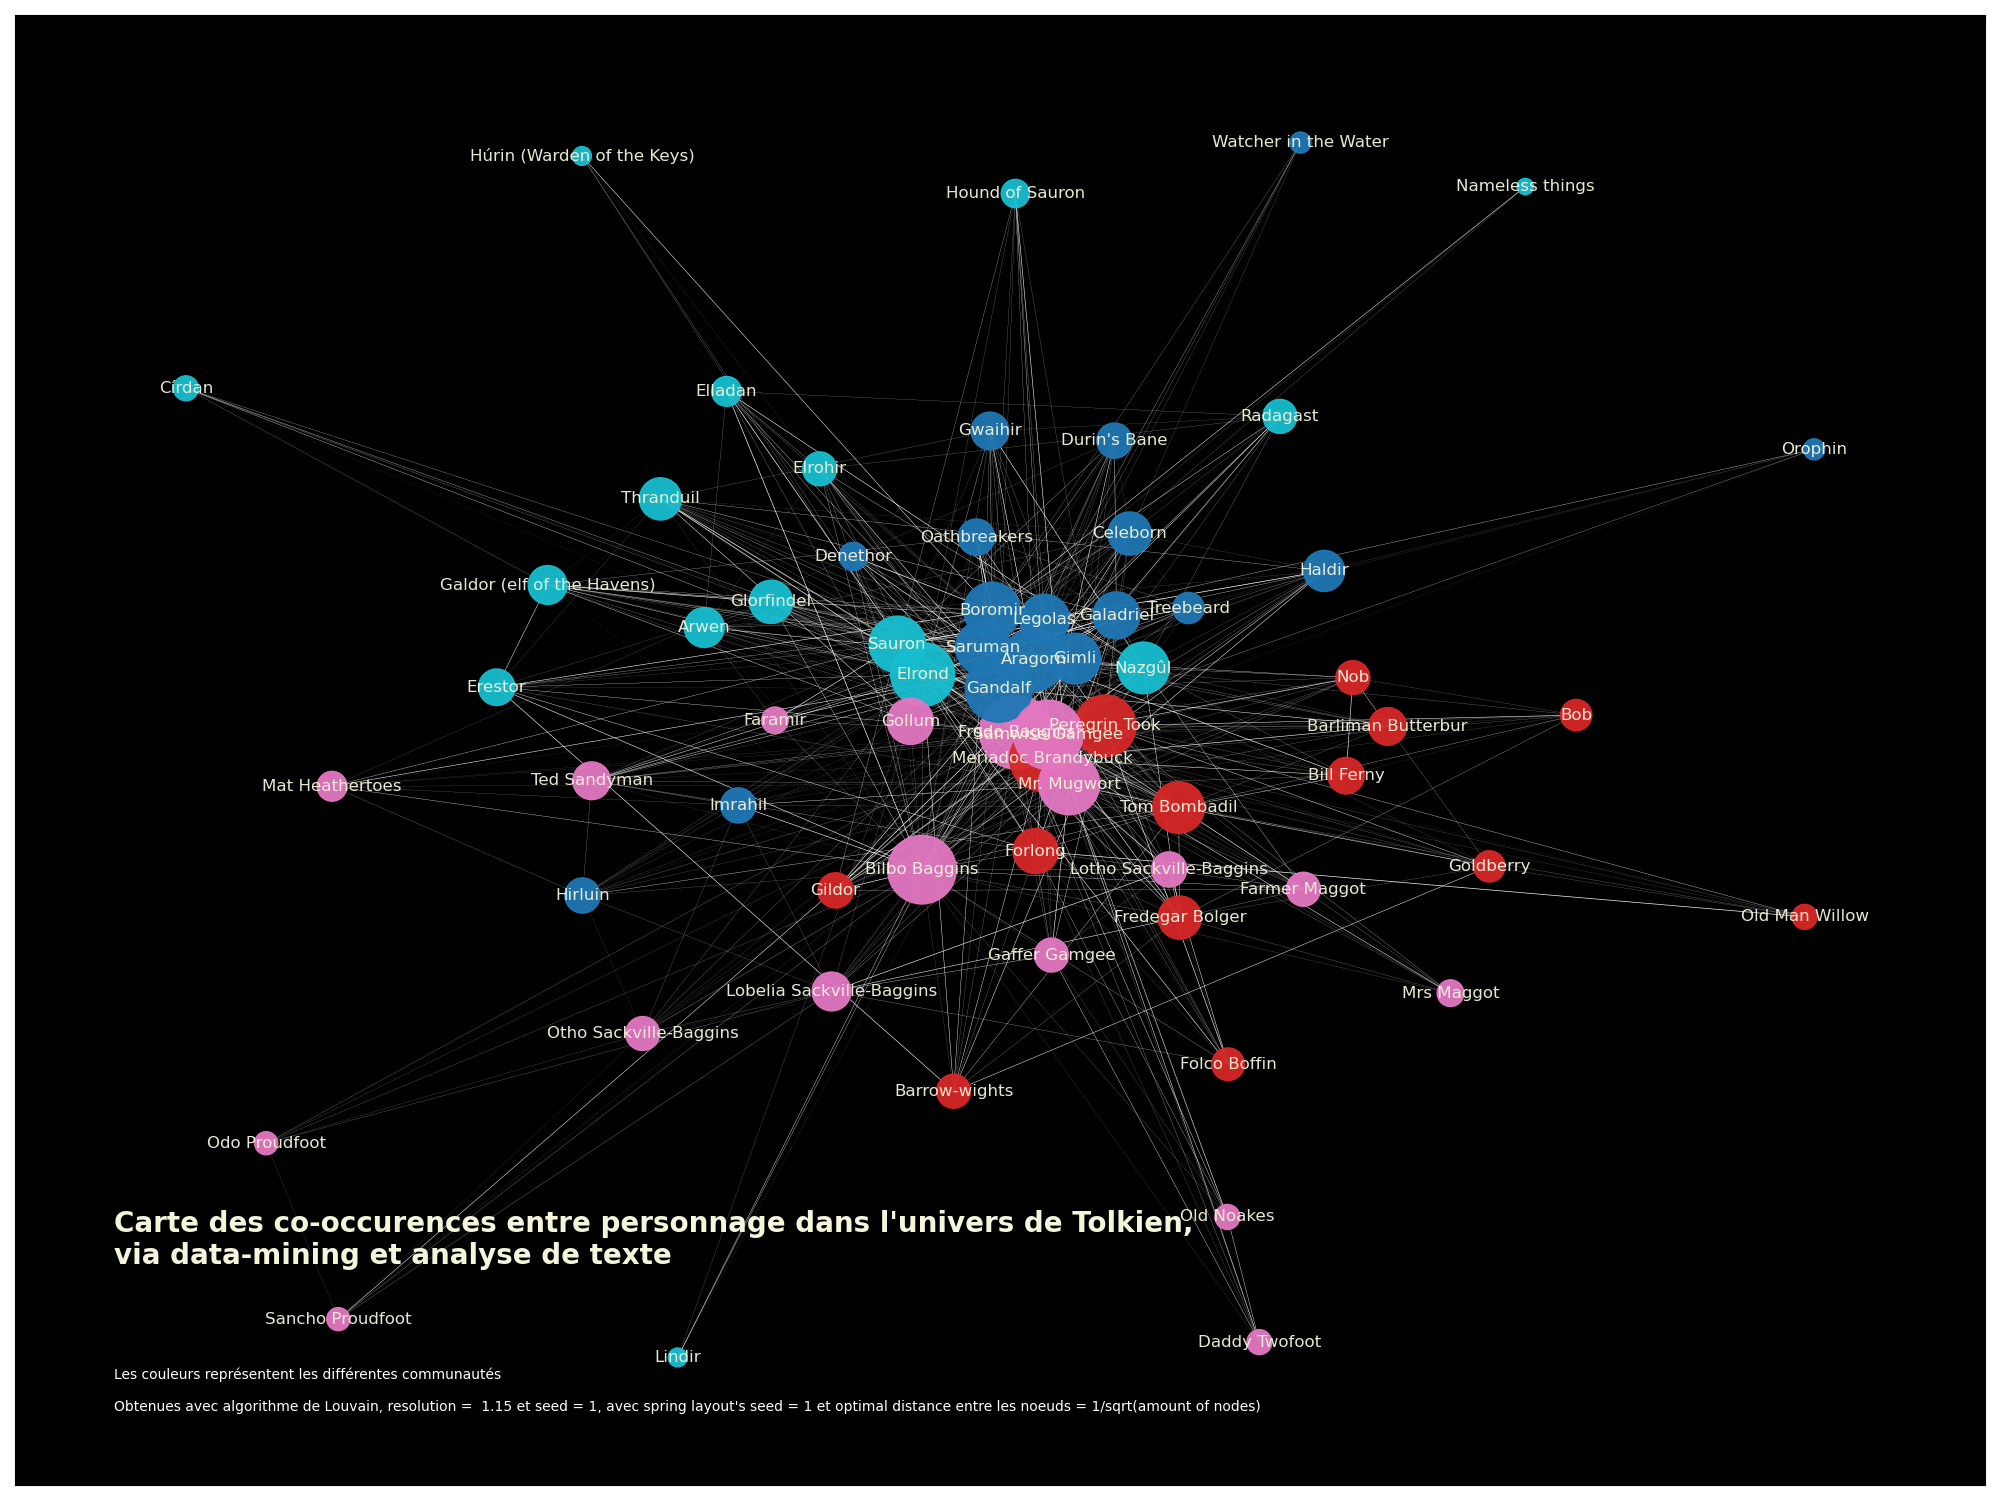 Watcher in the Water
Húrin (Warden of the Keys)
Nameless things
Hound of Sauron
Círdan
Elladan
Radagast
Gwaihir
Durin's Bane
Orophin
Elrohir
Thranduil
Celeborn
Oathbreakers
Denethor
Haldir
Galdor (elf of the Havens)
Glorfindel
Treebeard
Boromir
Galadriel
Legolas
Arwen
Sauron
Saruman
Aragorn
Gimli
Nazgûl
Elrond
Nob
Erestor
Gandalf
Bob
Faramir
Gollum
Peregrin Took
Barliman Butterbur
Frodo Baggins
Samwise Gamgee
Meriadoc Brandybuck
Bill Ferny
Ted Sandyman
Mr. Mugwort
Mat Heathertoes
Imrahil
Tom Bombadil
Forlong
Goldberry
Bilbo Baggins
Lotho Sackville-Baggins
Gildor
Farmer Maggot
Hirluin
Fredegar Bolger
Old Man Willow
Gaffer Gamgee
Lobelia Sackville-Baggins
Mrs Maggot
Otho Sackville-Baggins
Folco Boffin
Barrow-wights
Odo Proudfoot
Old Noakes
Carte des co-occurences entre personnage dans l'univers de Tolkien,
via data-mining et analyse de texte
Sancho Proudfoot
Daddy Twofoot
Lindir
Les couleurs représentent les différentes communautés
Obtenues avec algorithme de Louvain, resolution =  1.15 et seed = 1, avec spring layout's seed = 1 et optimal distance entre les noeuds = 1/sqrt(amount of nodes)